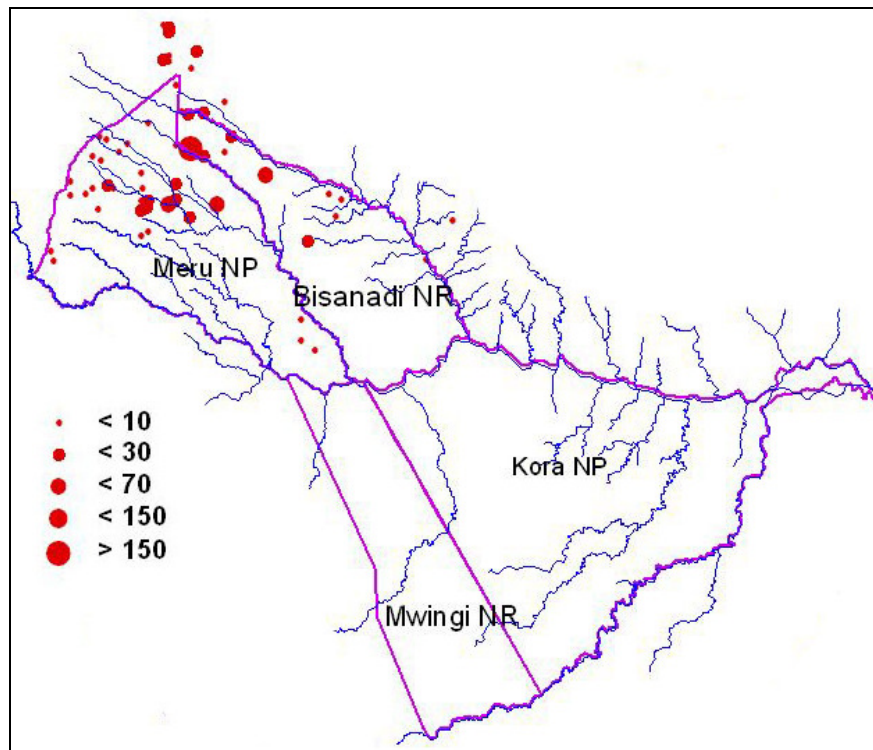 Meru NP
Bisanadi NR
< 10
< 30
< 70
< 150
> 150
Kora NP
Mwingi NR